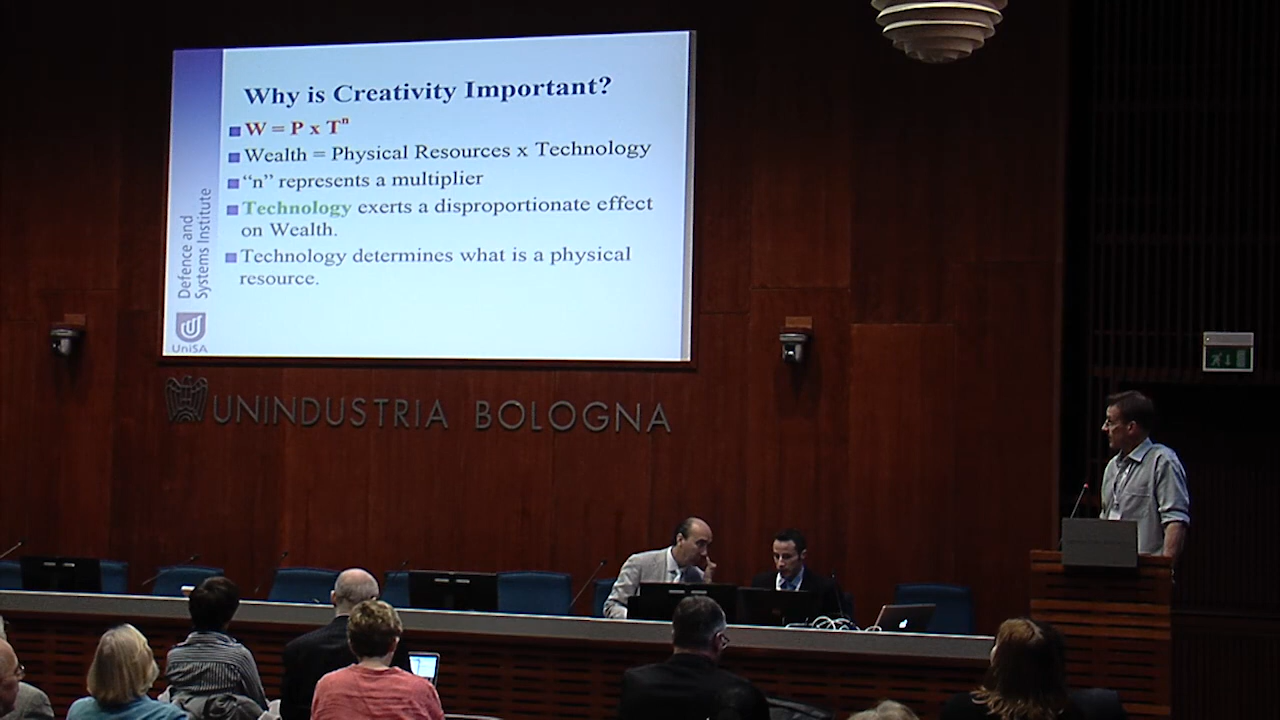 Why is Creativity Important?
W = P x Tⁿ
Wealth = Physical Resources x Technology
“n” represents a multiplier
Technology exerts a disproportionate effect
on Wealth.
Technology determines what is a physical
resource.
Defence and
Systems Institute
UniSA
UNINDUSTRIA BOLOGNA